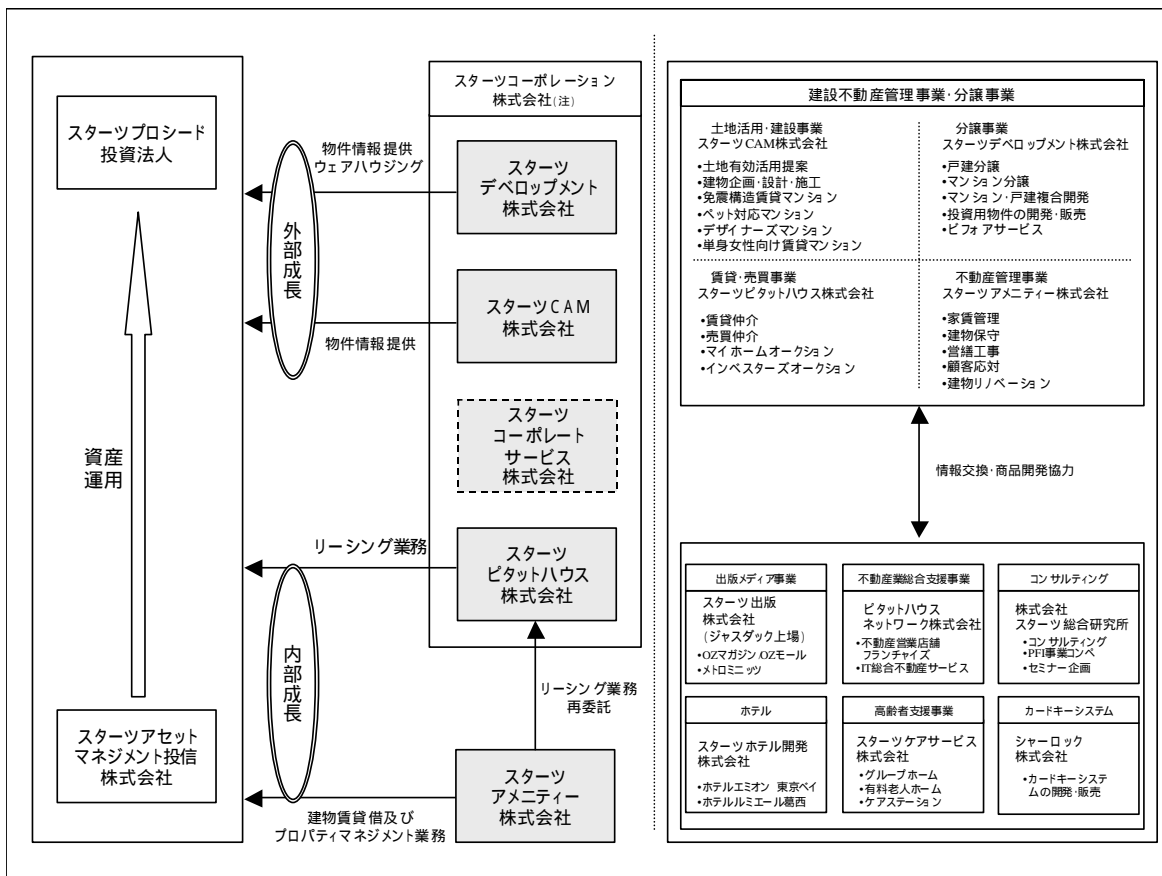 スターツプロシード
投資法人
資産
運用
スターツアセット
マネジメント投信
株式会社
物件情報提供
ウェアハウジング
外部成長
物件情報提供
リーシング業務
内部成長
建物賃貸借及び
プロパティマネジメント業務
スターツコーポレーション
株式会社(注)
スターツ
デベロップメント
株式会社
スターツCAM
株式会社
スターツ
コーポレート
サービス
株式会社
スターツ
ピタットハウス
株式会社
リーシング業務
再委託
スターツ
アメニティー
株式会社
建設不動産管理事業・分譲事業
土地活用・建設事業
スターツCAM株式会社
•土地有効活用提案
•建物企画・設計・施工
•免震構造賃貸マンション
•ペット対応マンション
•デザイナーズマンション
•単身女性向け賃貸マンション
分譲事業
スターツデベロップメント株式会社
•戸建分譲
•マンション分譲
•マンション・戸建複合開発
•投資用物件の開発・販売
•ビフォアサービス
賃貸・売買事業
スターツピタットハウス株式会社
•賃貸仲介
•売買仲介
•マイホームオークション
•インベスターズオークション
不動産管理事業
スターツアメニティー株式会社
•家賃管理
•建物保守
•営繕工事
•顧客応対
•建物リノベーション
情報交換・商品開発協力
出版メディア事業
スターツ出版
株式会社
(ジャスダック上場)
•OZマガジン/OZモール
•メトロミニッツ
不動産業総合支援事業
ピタットハウス
ネットワーク株式会社
•不動産営業店舗
フランチャイズ
•IT総合不動産サービス
コンサルティング
株式会社
スターツ総合研究所
•コンサルティング
•PFI事業コンペ
•セミナー企画
ホテル
スターツホテル開発
株式会社
•ホテルエミオン 東京ベイ
•ホテルルミエール葛西
高齢者支援事業
スターツケアサービス
株式会社
•グループホーム
•有料老人ホーム
•ケアステーション
カードキーシステム
シャーロック
株式会社
•カードキーシステ
ムの開発・販売